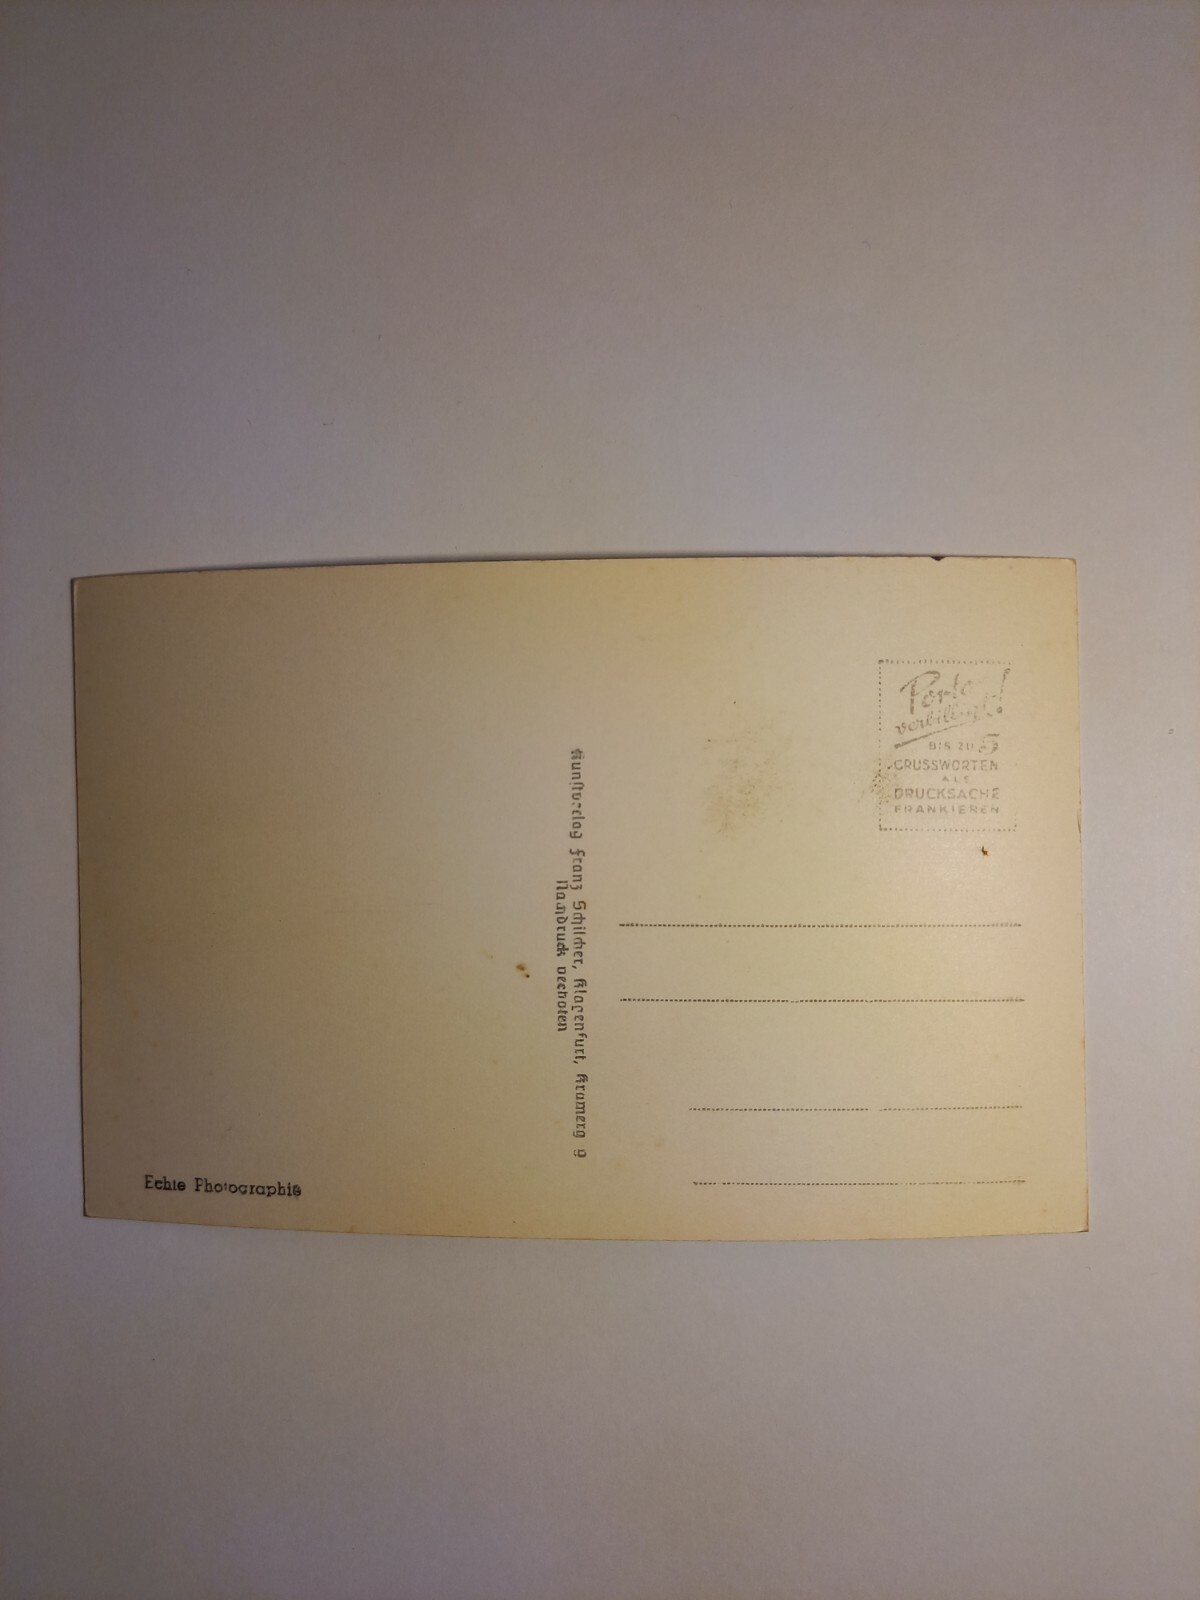 Porto
verbilligt!
BIS ZU 5
GRUSSWORTEN
ALS
DRUCKSACHE
FRANKIEREN
Kunstverlag Franz Schilcher, Klagenfurt, Kramerg 9
Nachdruck verboten
Echte Photographie